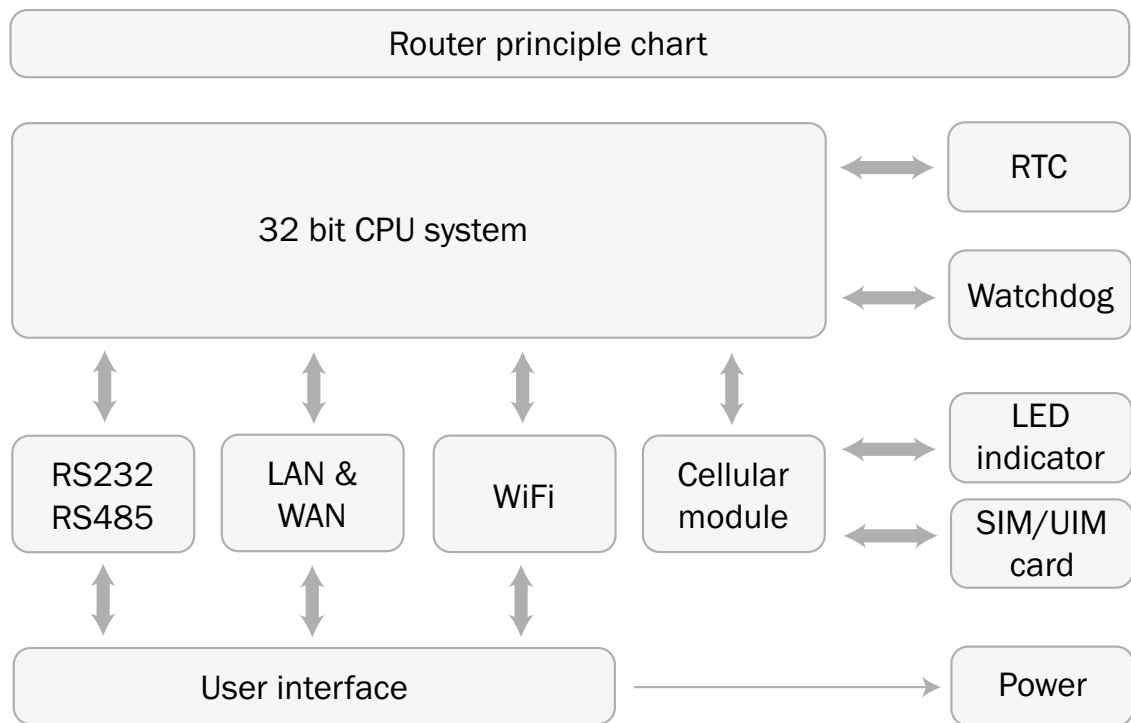 Router principle chart
32 bit CPU system
RTC
Watchdog
RS232
RS485
LAN &
WAN
WiFi
Cellular
module
LED
indicator
SIM/UIM
card
User interface
Power